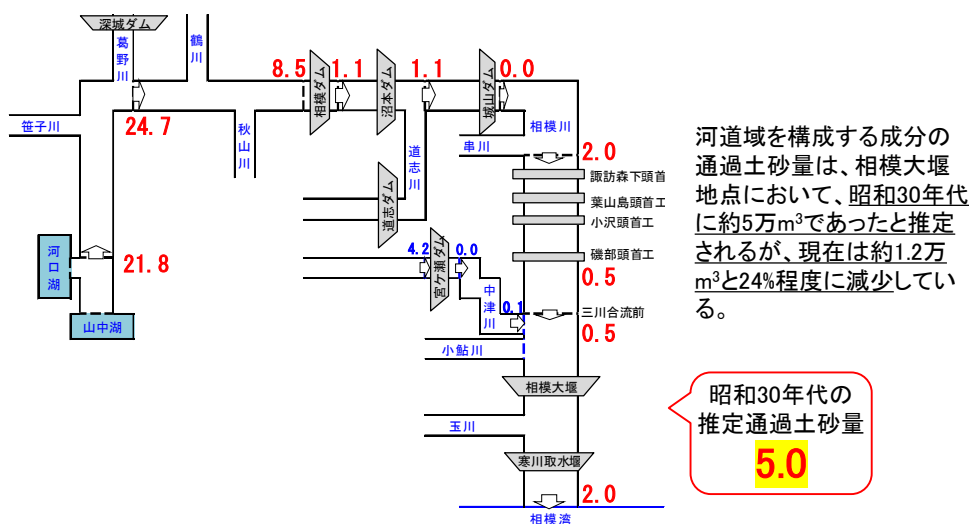 深城ダム
葛野川
鶴川
8.5
1.1
1.1
0.0
相模ダム
沼本ダム
城山ダム
笹子川
24.7
秋山川
道志川
串川
相模川
2.0
諏訪森下頭首
葉山島頭首工
小沢頭首工
磯部頭首工
0.5
道志ダム
河口湖
21.8
山中湖
4.2
0.0
宮ケ瀬ダム
中津川
0.1
三川合流前
0.5
小鮎川
相模大堰
玉川
寒川取水堰
2.0
相模湾
河道域を構成する成分の
通過土砂量は、相模大堰
地点において、昭和30年代
に約5万m³であったと推定
されるが、現在は約1.2万
m³と24%程度に減少してい
る。
昭和30年代の
推定通過土砂量
5.0